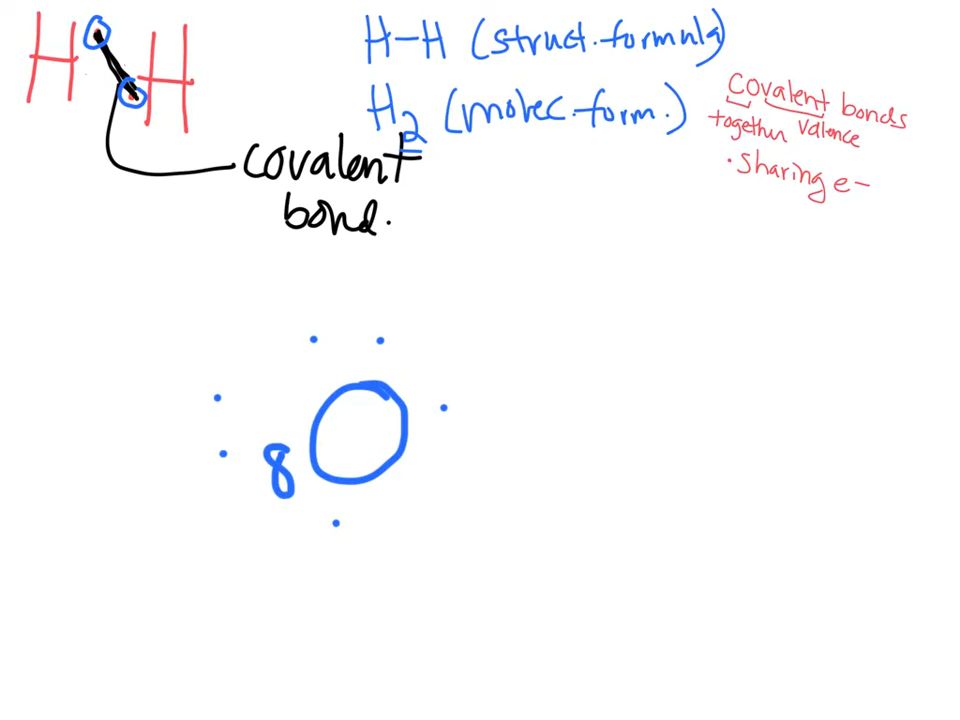 H H
H-H (struct. formula)
H2 (molec. form.)
covalent bond.
Covalent bonds
together valence
· Sharing e-
8 O